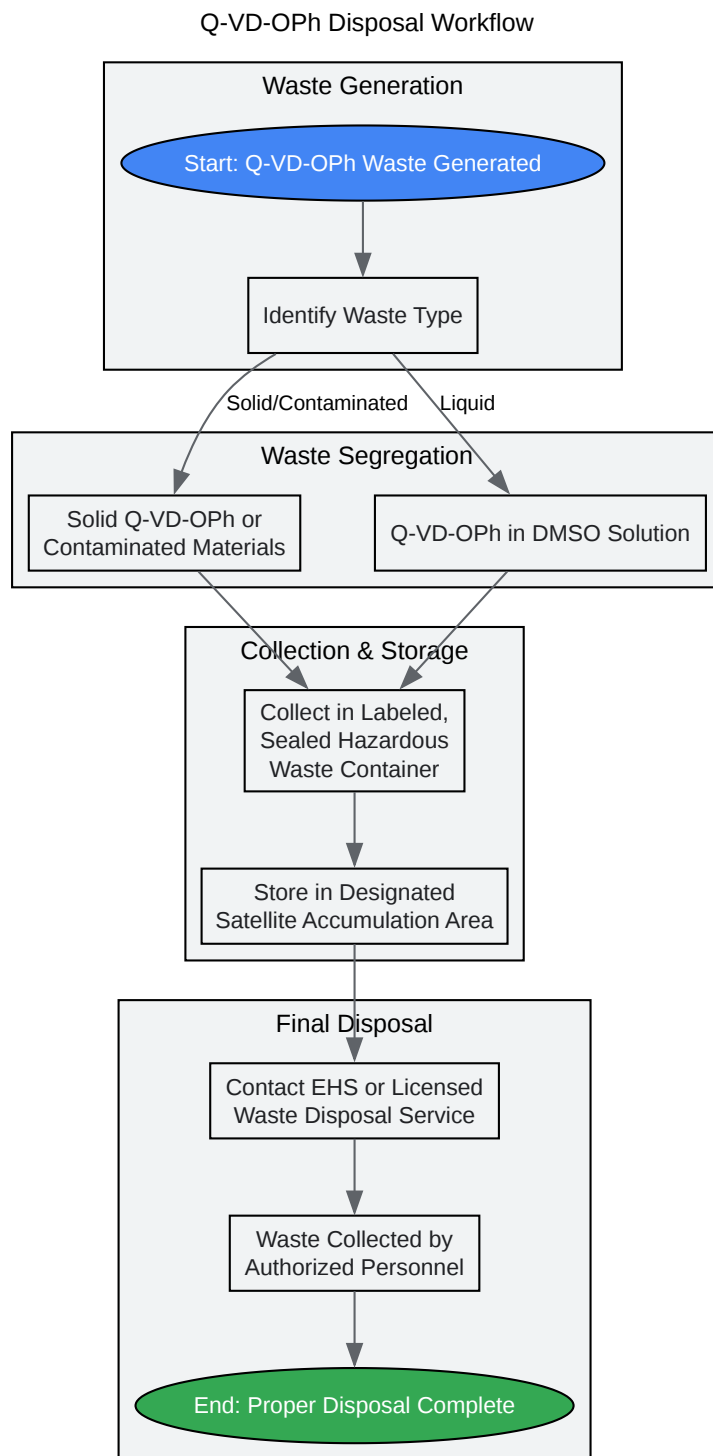 Q-VD-OPh Disposal Workflow
Waste Generation
Start: Q-VD-OPh Waste Generated
Identify Waste Type
Solid/Contaminated
Liquid
Waste Segregation
Solid Q-VD-OPh or
Contaminated Materials
Q-VD-OPh in DMSO Solution
Collection & Storage
Collect in Labeled,
Sealed Hazardous
Waste Container
Store in Designated
Satellite Accumulation Area
Final Disposal
Contact EHS or Licensed
Waste Disposal Service
Waste Collected by
Authorized Personnel
End: Proper Disposal Complete